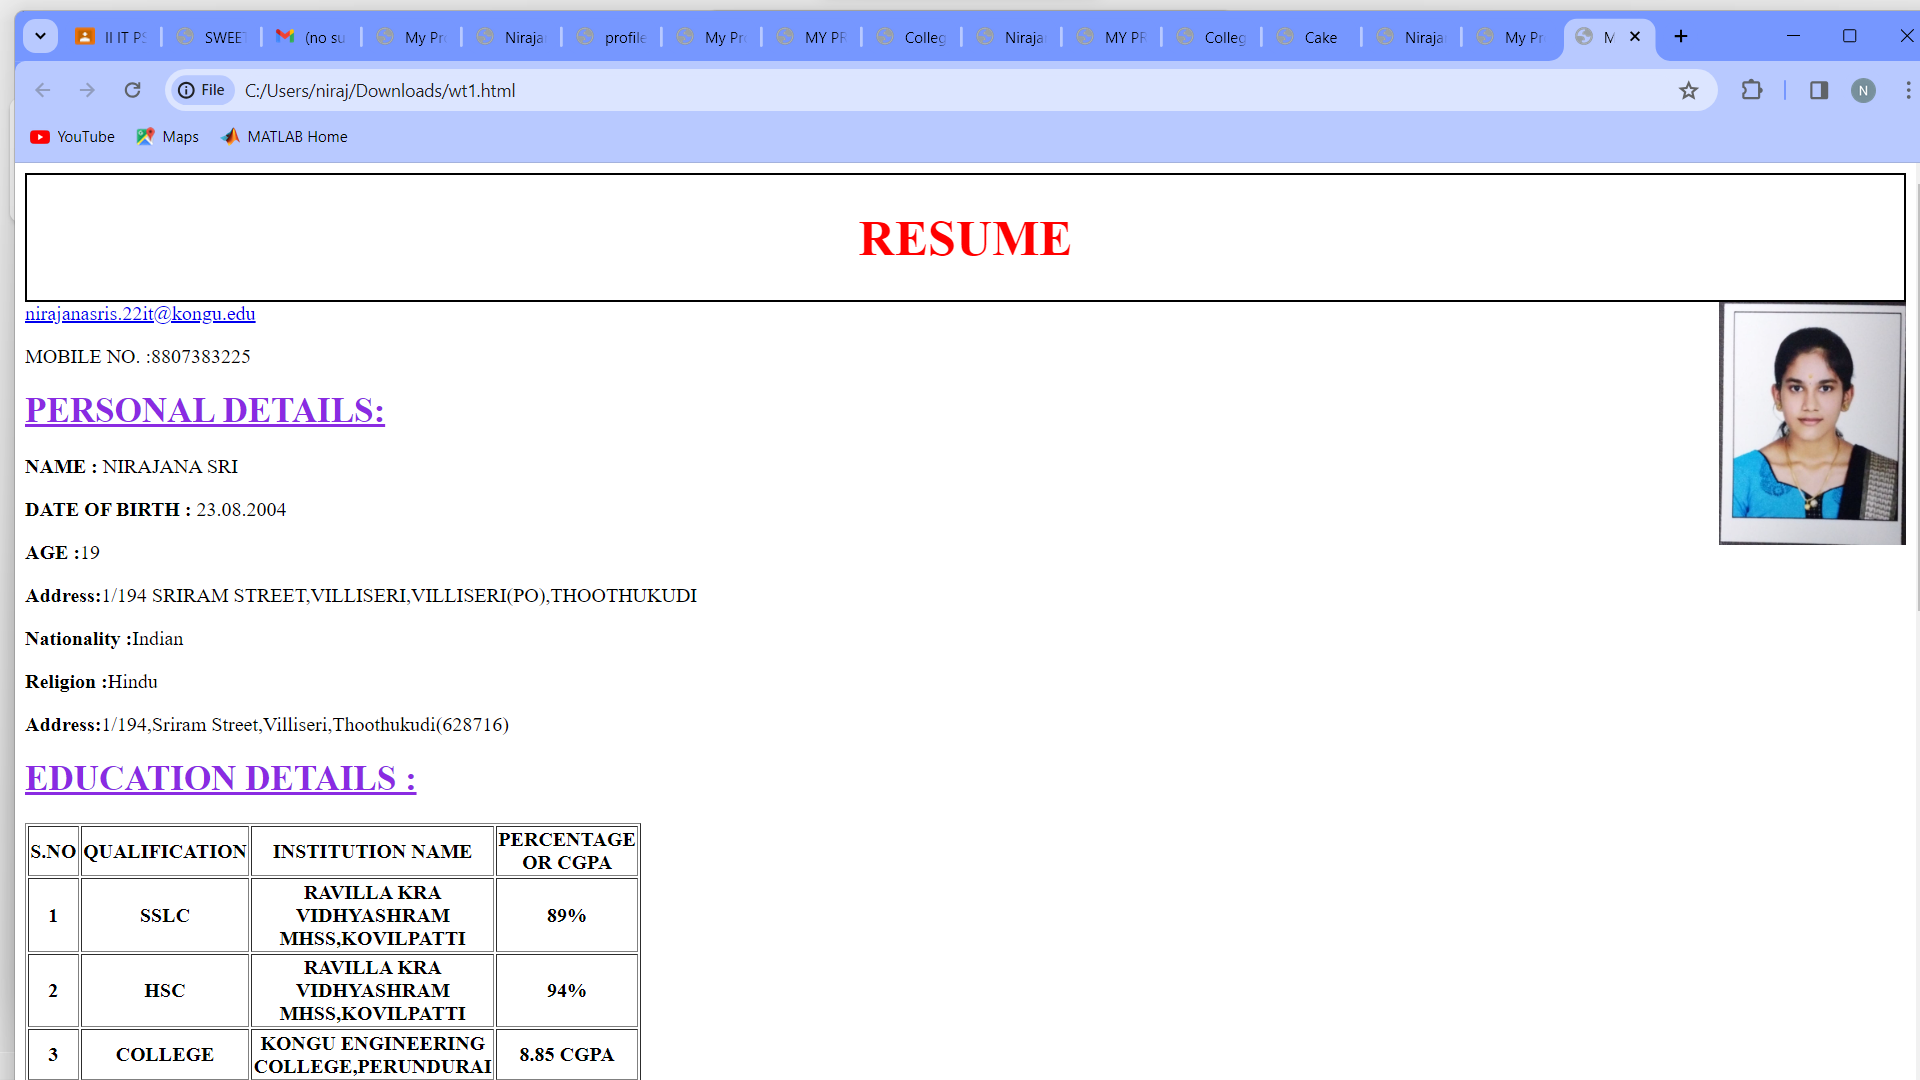 II IT PS
SWEET
(no su
My Pro
Niraja
profile
My Pro
MY PR
Colleg
Niraja
MY PR
Colleg
Cake
Niraja
My Pro
M
File
C:/Users/niraj/Downloads/wt1.html
N
YouTube
Maps
MATLAB Home
RESUME
nirajanasris.22it@kongu.edu
MOBILE NO. :8807383225
PERSONAL DETAILS:
NAME : NIRAJANA SRI
DATE OF BIRTH : 23.08.2004
AGE :19
Address:1/194 SRIRAM STREET,VILLISERI,VILLISERI(PO),THOOTHUKUDI
Nationality :Indian
Religion :Hindu
Address:1/194,Sriram Street,Villiseri,Thoothukudi(628716)
EDUCATION DETAILS :
S.NO QUALIFICATION INSTITUTION NAME PERCENTAGE
OR CGPA
RAVILLA KRA
1 SSLC VIDHYASHRAM 89%
MHSS,KOVILPATTI
RAVILLA KRA
2 HSC VIDHYASHRAM 94%
MHSS,KOVILPATTI
3 COLLEGE KONGU ENGINEERING 8.85 CGPA
COLLEGE,PERUNDURAI